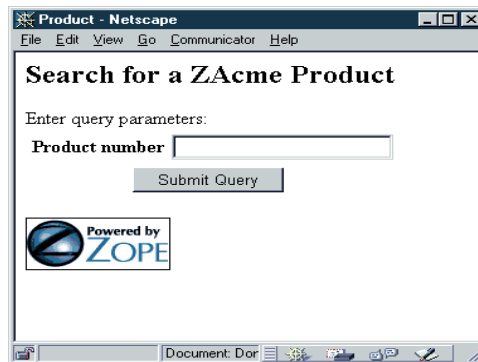 Product - Netscape
File Edit View Go Communicator Help
Search for a ZAcme Product
Enter query parameters:
Product number
Submit Query
Powered by
ZOPE
Document: Dor